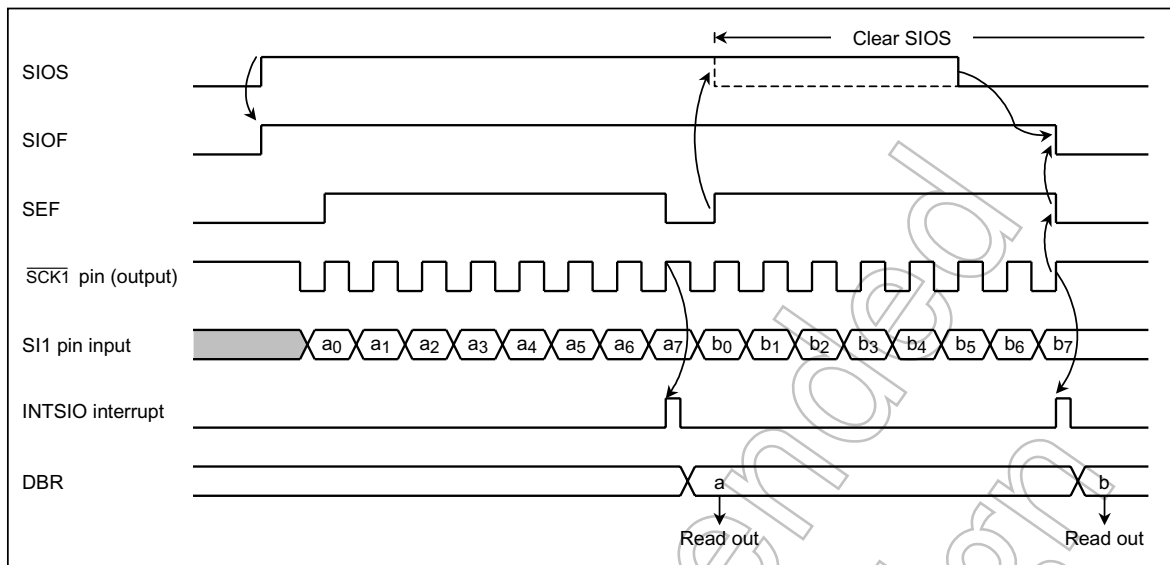 Clear SIOS
SIOS
SIOF
SEF
SCK1 pin (output)
SI1 pin input a0 a1 a2 a3 a4 a5 a6 a7 b0 b1 b2 b3 b4 b5 b6 b7
INTSIO interrupt
DBR a b
Read out Read out